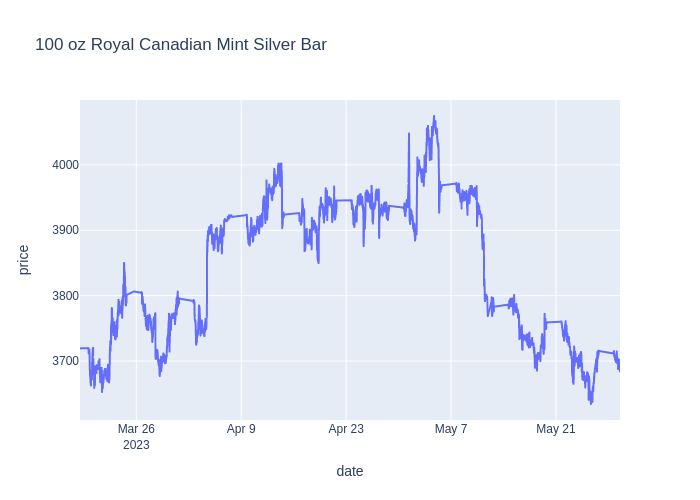 100 oz Royal Canadian Mint Silver Bar
4000
3900
3800
3700
price
Mar 26
2023
Apr 9
Apr 23
May 7
May 21
date